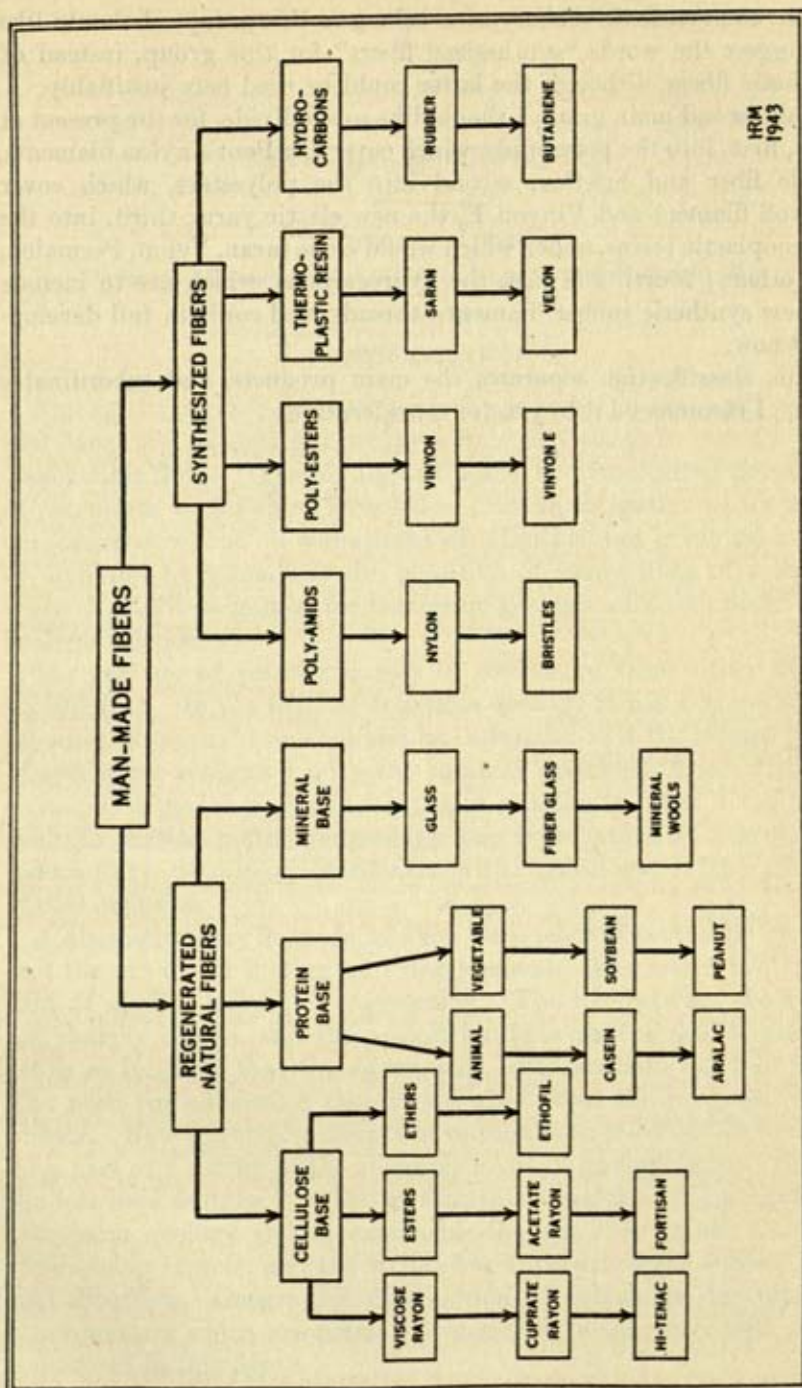 MAN-MADE FIBERS
REGENERATED
NATURAL FIBERS
SYNTHESIZED FIBERS
CELLULOSE
BASE
PROTEIN
BASE
MINERAL
BASE
POLY-AMIDS
POLY-ESTERS
THERMO-
PLASTIC RESIN
HYDRO-
CARBONS
VISCOSE
RAYON
ESTERS
ETHERS
ANIMAL
VEGETABLE
GLASS
NYLON
VINYON
SARAN
RUBBER
CUPRATE
RAYON
ACETATE
RAYON
ETHOFIL
CASEIN
SOYBEAN
FIBER GLASS
BRISTLES
VINYON E
VELON
BUTADIENE
HI-TENAC
FORTISAN
ARALAC
PEANUT
MINERAL
WOOLS
HRM
1943